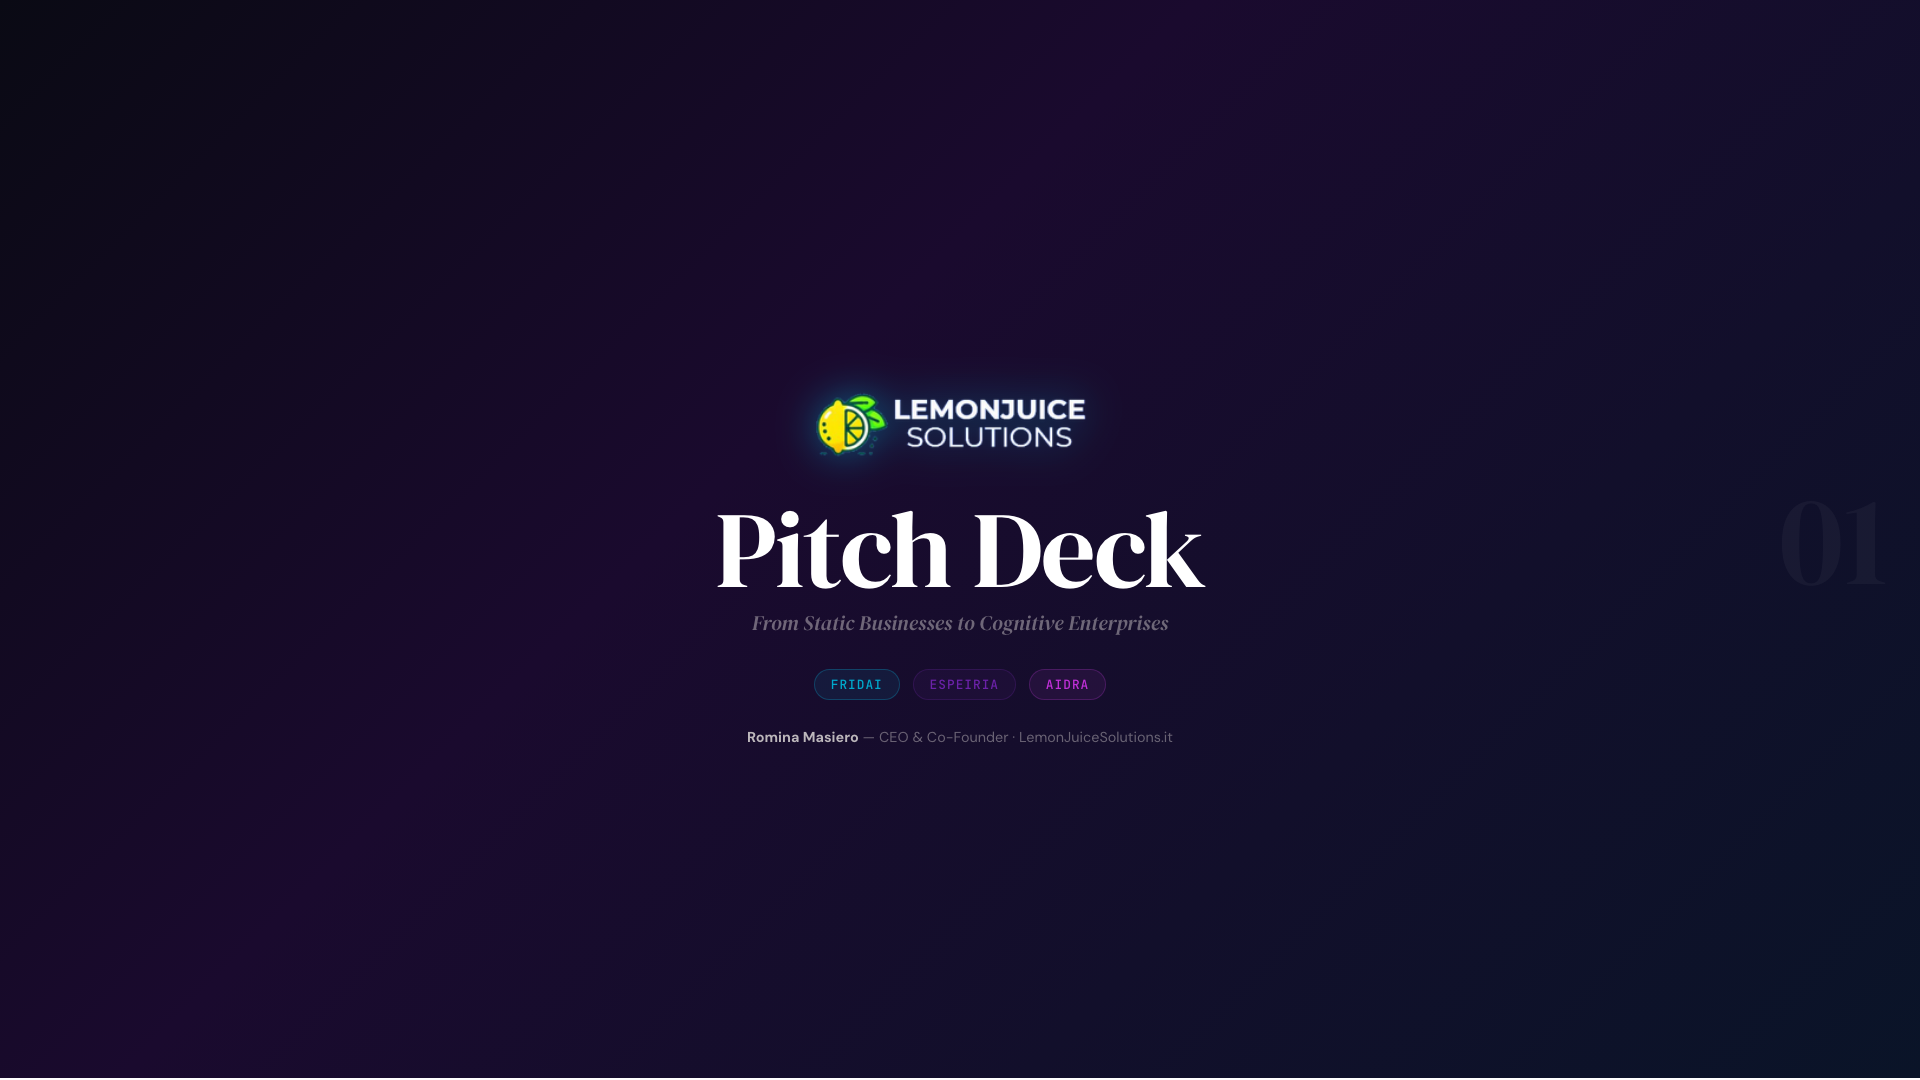 LEMONJUICE
SOLUTIONS
Pitch Deck
From Static Businesses to Cognitive Enterprises
FRIDAI ESPEIRIA AIDRA
Romina Masiero — CEO & Co-Founder · LemonJuiceSolutions.it
01